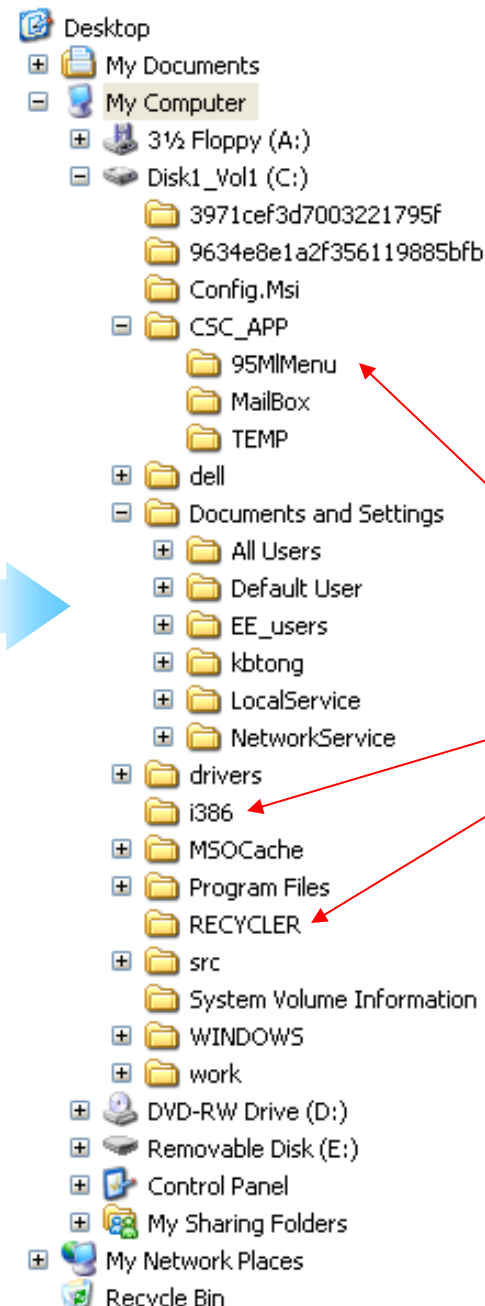 Desktop
My Documents
My Computer
3½ Floppy (A:)
Disk1_Vol1 (C:)
3971cef3d7003221795f
9634e8e1a2f356119885bfb
Config.Msi
CSC_APP
95MlMenu
MailBox
TEMP
dell
Documents and Settings
All Users
Default User
EE_users
kbtong
LocalService
NetworkService
drivers
i386
MSOCache
Program Files
RECYCLER
src
System Volume Information
WINDOWS
work
DVD-RW Drive (D:)
Removable Disk (E:)
Control Panel
My Sharing Folders
My Network Places
Recycle Bin